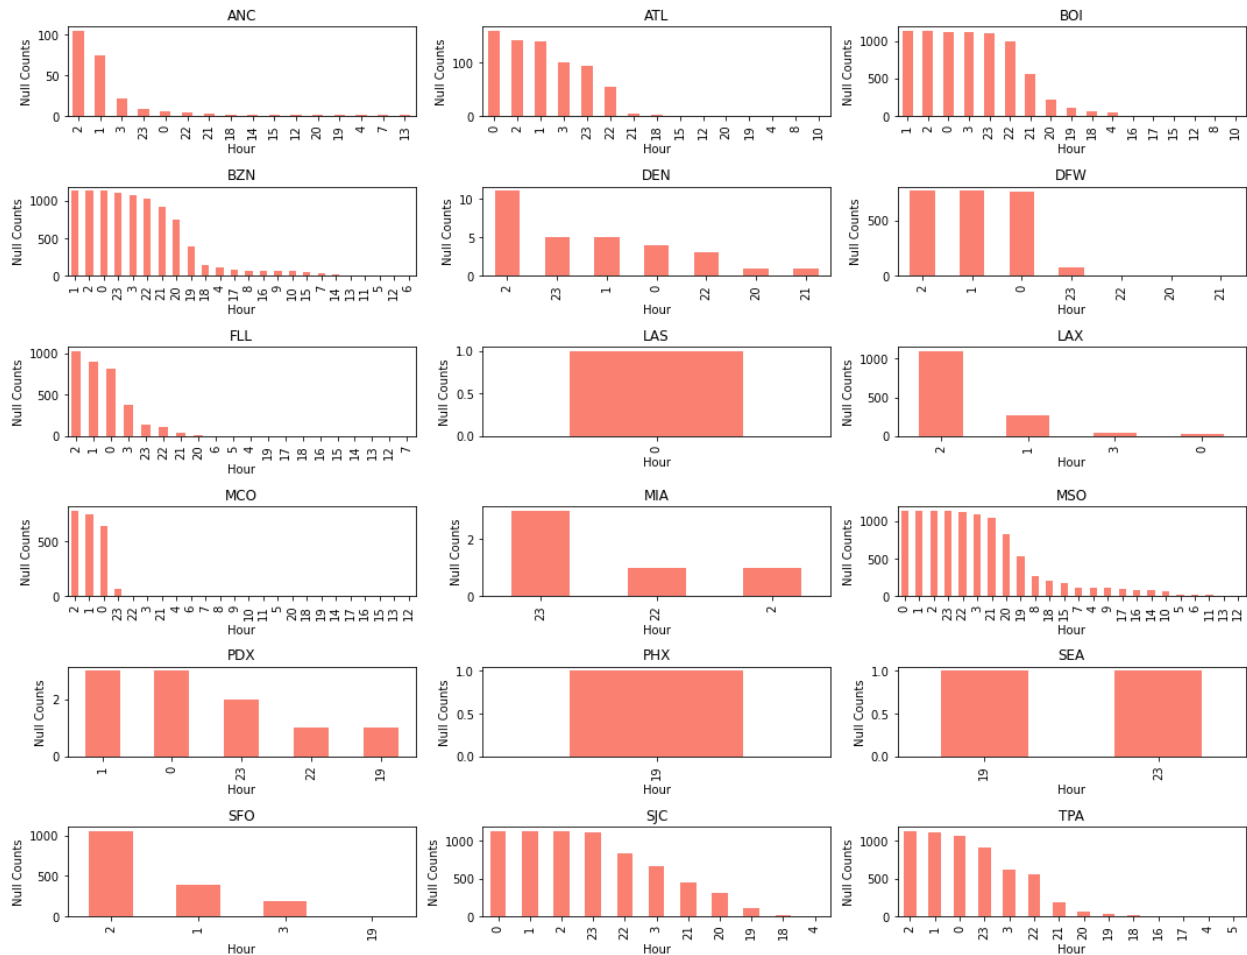 ANC
Null Counts
100
50
0
2 1 3 23 0 22 21 18 14 15 12 20 19 4 7 13
Hour
ATL
Null Counts
100
0
0 2 1 3 23 22 21 18 15 12 20 19 4 8 10
Hour
BOI
Null Counts
1000
500
0
1 2 0 3 23 22 21 20 19 18 4 16 17 15 12 8 10
Hour
BZN
Null Counts
1000
500
0
1 2 0 23 3 22 21 20 19 18 4 17 8 16 9 10 15 7 14 13 11 5 12 6
Hour
DEN
Null Counts
10
5
0
2 23 1 0 22 20 21
Hour
DFW
Null Counts
500
0
2 1 0 23 22 20 21
Hour
FLL
Null Counts
1000
500
0
2 1 0 3 23 22 21 20 6 5 4 19 17 18 16 15 14 13 12 7
Hour
LAS
Null Counts
1.0
0.5
0.0
0
Hour
LAX
Null Counts
1000
500
0
2 1 3 0
Hour
MCO
Null Counts
500
0
2 1 0 23 22 3 21 4 6 7 8 9 10 11 5 20 18 19 14 17 16 15 13 12
Hour
MIA
Null Counts
2
0
23 22 2
Hour
MSO
Null Counts
1000
500
0
0 1 2 23 22 3 21 20 19 8 18 15 7 4 9 17 16 14 10 5 6 11 13 12
Hour
PDX
Null Counts
2
0
1 0 23 22 19
Hour
PHX
Null Counts
1.0
0.5
0.0
19
Hour
SEA
Null Counts
1.0
0.5
0.0
19 23
Hour
SFO
Null Counts
1000
500
0
2 1 3 19
Hour
SJC
Null Counts
1000
500
0
0 1 2 23 22 3 21 20 19 18 4
Hour
TPA
Null Counts
1000
500
0
2 1 0 23 3 22 21 20 19 18 16 17 4 5
Hour